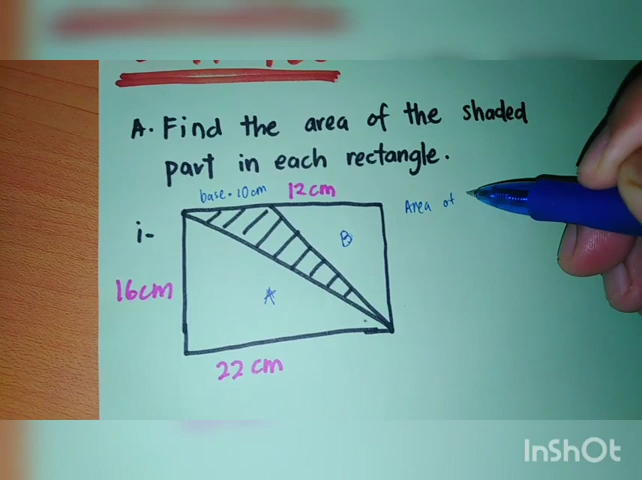 A. Find the area of the shaded
part in each rectangle.
base = 10cm
12cm
Area of
i-
B
16cm
A
22 cm
InShOt